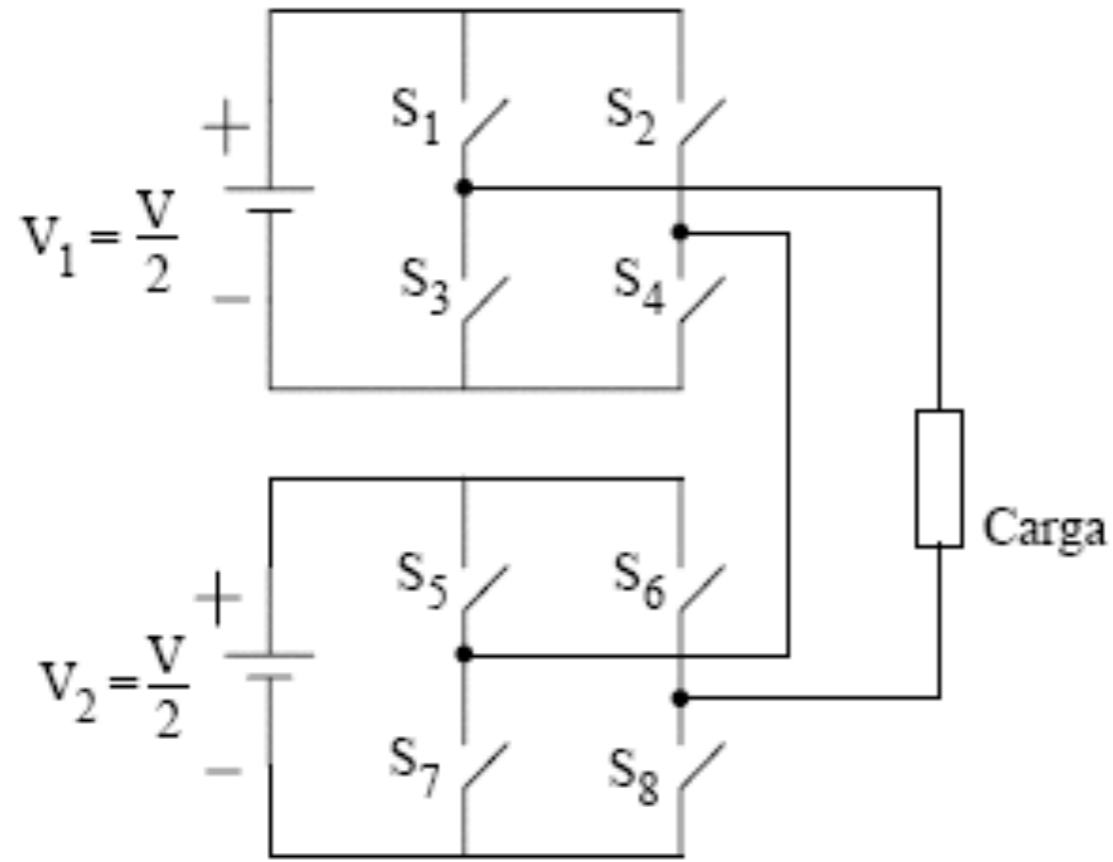 S1
S2
+
V1 = V/2
−
S3
S4
Carga
S5
S6
+
V2 = V/2
−
S7
S8